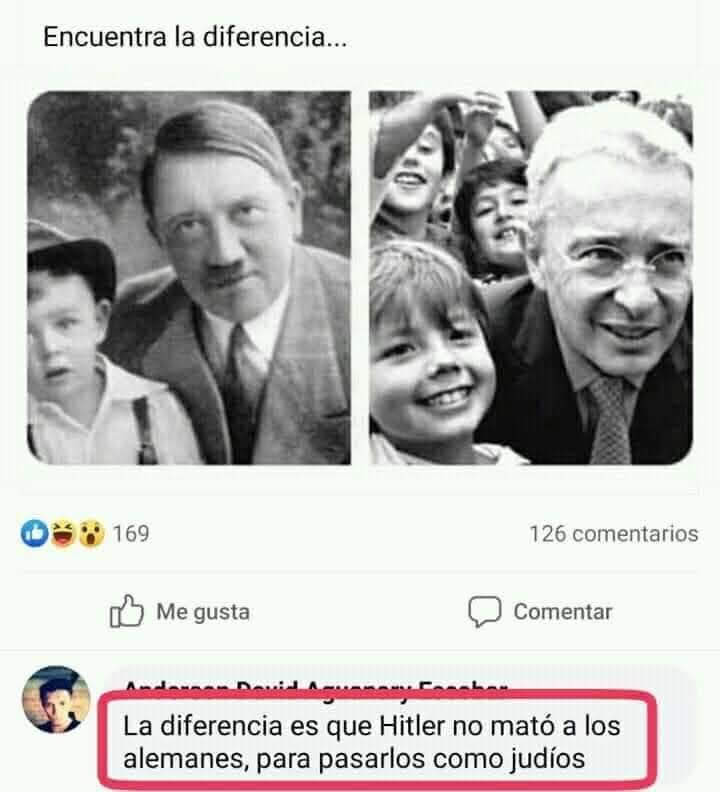 Encuentra la diferencia...
169
126 comentarios
Me gusta
Comentar
La diferencia es que Hitler no mató a los
alemanes, para pasarlos como judíos